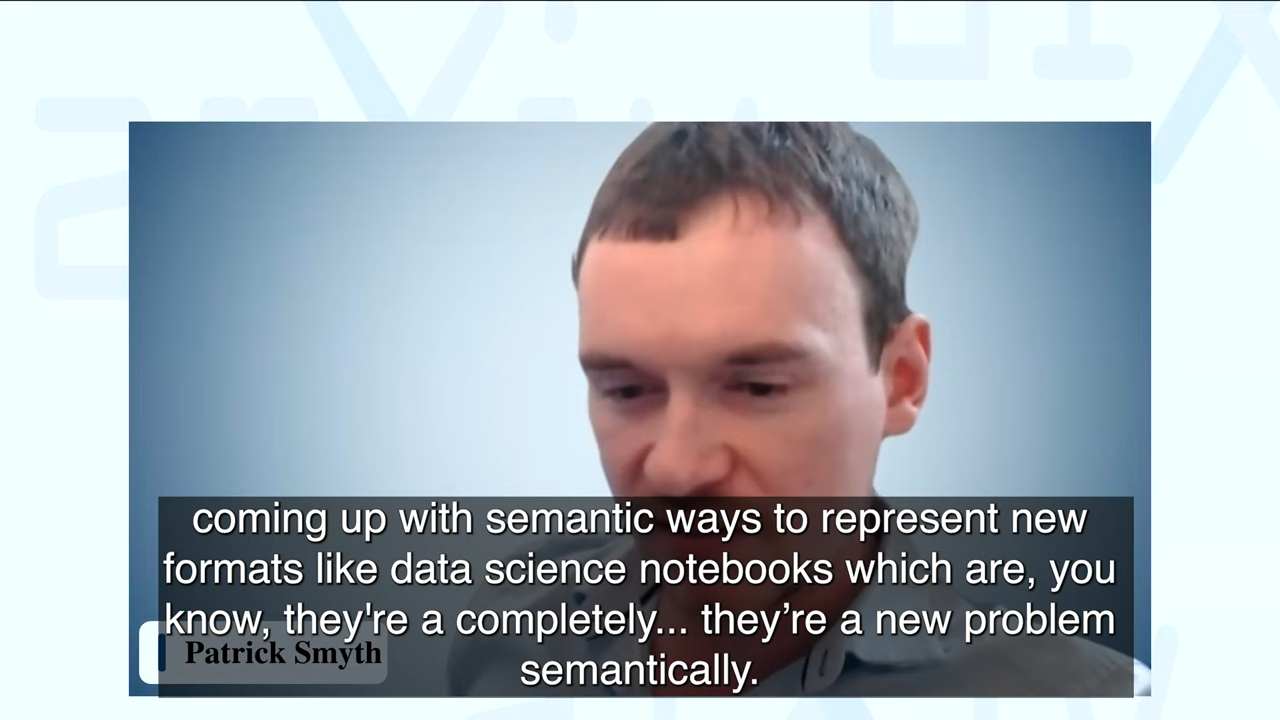 coming up with semantic ways to represent new
formats like data science notebooks which are, you
know, they're a completely... they’re a new problem
semantically.
Patrick Smyth